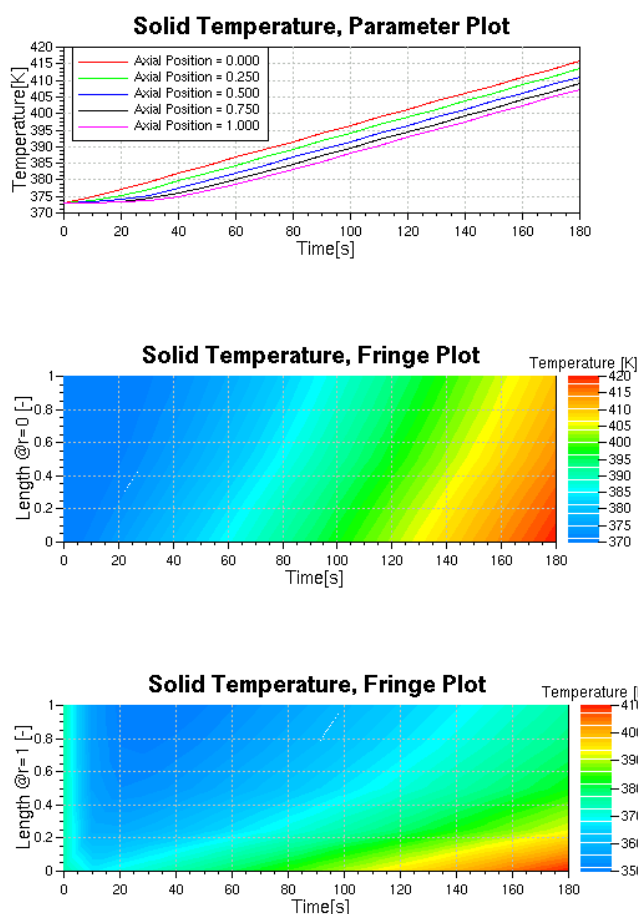 Solid Temperature, Parameter Plot
Temperature[K]
420
415
410
405
400
395
390
385
380
375
370
Axial Position = 0.000
Axial Position = 0.250
Axial Position = 0.500
Axial Position = 0.750
Axial Position = 1.000
0 20 40 60 80 100 120 140 160 180
Time[s]
Solid Temperature, Fringe Plot
Temperature [K]
Length @r=0 [-]
1
0.8
0.6
0.4
0.2
0
0 20 40 60 80 100 120 140 160 180
Time[s]
420
410
400
390
380
370
Solid Temperature, Fringe Plot
Temperature [
Length @r=1 [-]
1
0.8
0.6
0.4
0.2
0
0 20 40 60 80 100 120 140 160 180
Time[s]
410
400
390
380
370
360
350